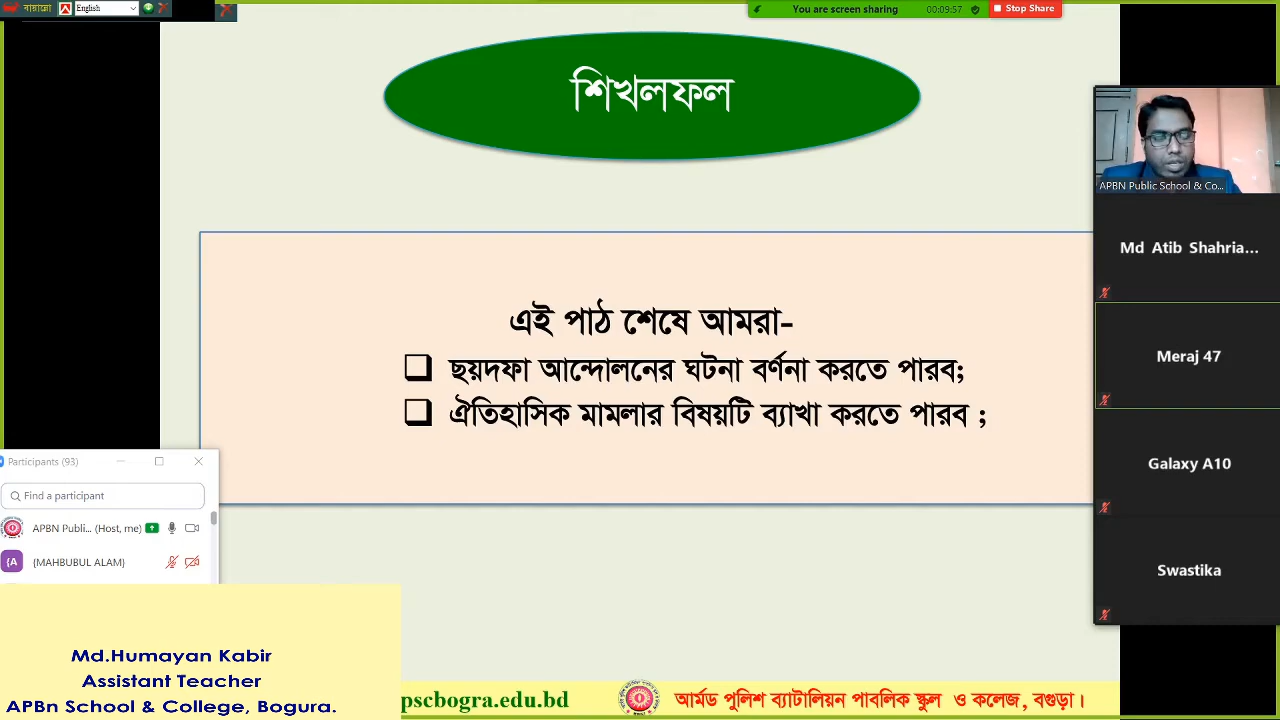 বায়ান্নো
English
You are screen sharing
00:09:57
Stop Share
শিখলফল
APBN Public School & Co...
Md Atib Shahria...
এই পাঠ শেষে আমরা-
ছয়দফা আন্দোলনের ঘটনা বর্ণনা করতে পারব;
ঐতিহাসিক মামলার বিষয়টি ব্যাখা করতে পারব ;
Meraj 47
Galaxy A10
Swastika
Participants (93)
Find a participant
APBN Publi... (Host, me)
{A
{MAHBUBUL ALAM)
Md.Humayan Kabir
Assistant Teacher
APBn School & College, Bogura.
pscbogra.edu.bd
আর্মড পুলিশ ব্যাটালিয়ন পাবলিক স্কুল ও কলেজ, বগুড়া।